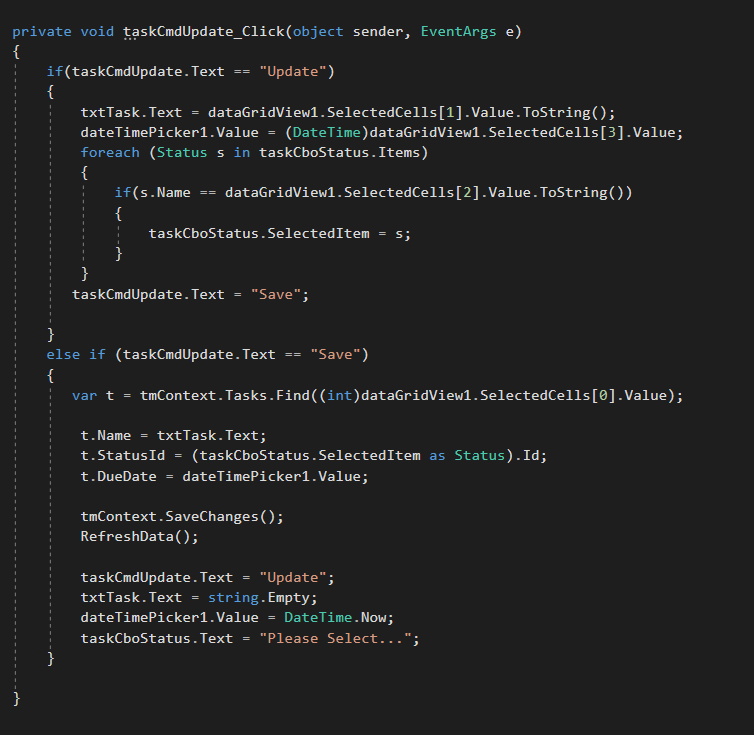 private void taskCmdUpdate_Click(object sender, EventArgs e)
{
    if(taskCmdUpdate.Text == "Update")
    {
        txtTask.Text = dataGridView1.SelectedCells[1].Value.ToString();
        dateTimePicker1.Value = (DateTime)dataGridView1.SelectedCells[3].Value;
        foreach (Status s in taskCboStatus.Items)
        {
            if(s.Name == dataGridView1.SelectedCells[2].Value.ToString())
            {
                taskCboStatus.SelectedItem = s;
            }
        }
       taskCmdUpdate.Text = "Save";

    }
    else if (taskCmdUpdate.Text == "Save")
    {
       var t = tmContext.Tasks.Find((int)dataGridView1.SelectedCells[0].Value);

        t.Name = txtTask.Text;
        t.StatusId = (taskCboStatus.SelectedItem as Status).Id;
        t.DueDate = dateTimePicker1.Value;

        tmContext.SaveChanges();
        RefreshData();

        taskCmdUpdate.Text = "Update";
        txtTask.Text = string.Empty;
        dateTimePicker1.Value = DateTime.Now;
        taskCboStatus.Text = "Please Select...";
    }

}